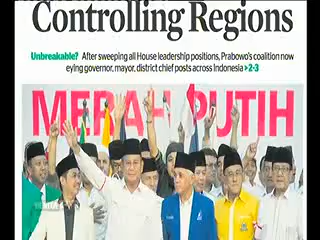 Controlling Regions
Unbreakable? After sweeping all House leadership positions, Prabowo's coalition now
eying governor, mayor, district chief posts across Indonesia ▸2-3
MERAH PUTIH